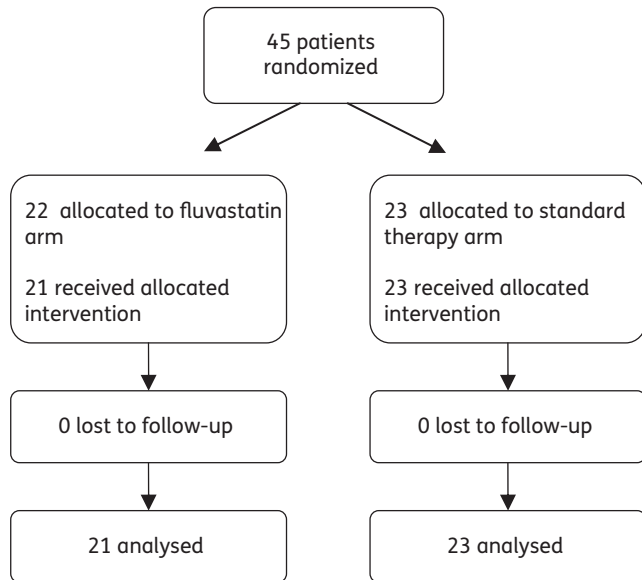 45 patients
randomized
22 allocated to fluvastatin
arm
21 received allocated
intervention
23 allocated to standard
therapy arm
23 received allocated
intervention
0 lost to follow-up
0 lost to follow-up
21 analysed
23 analysed